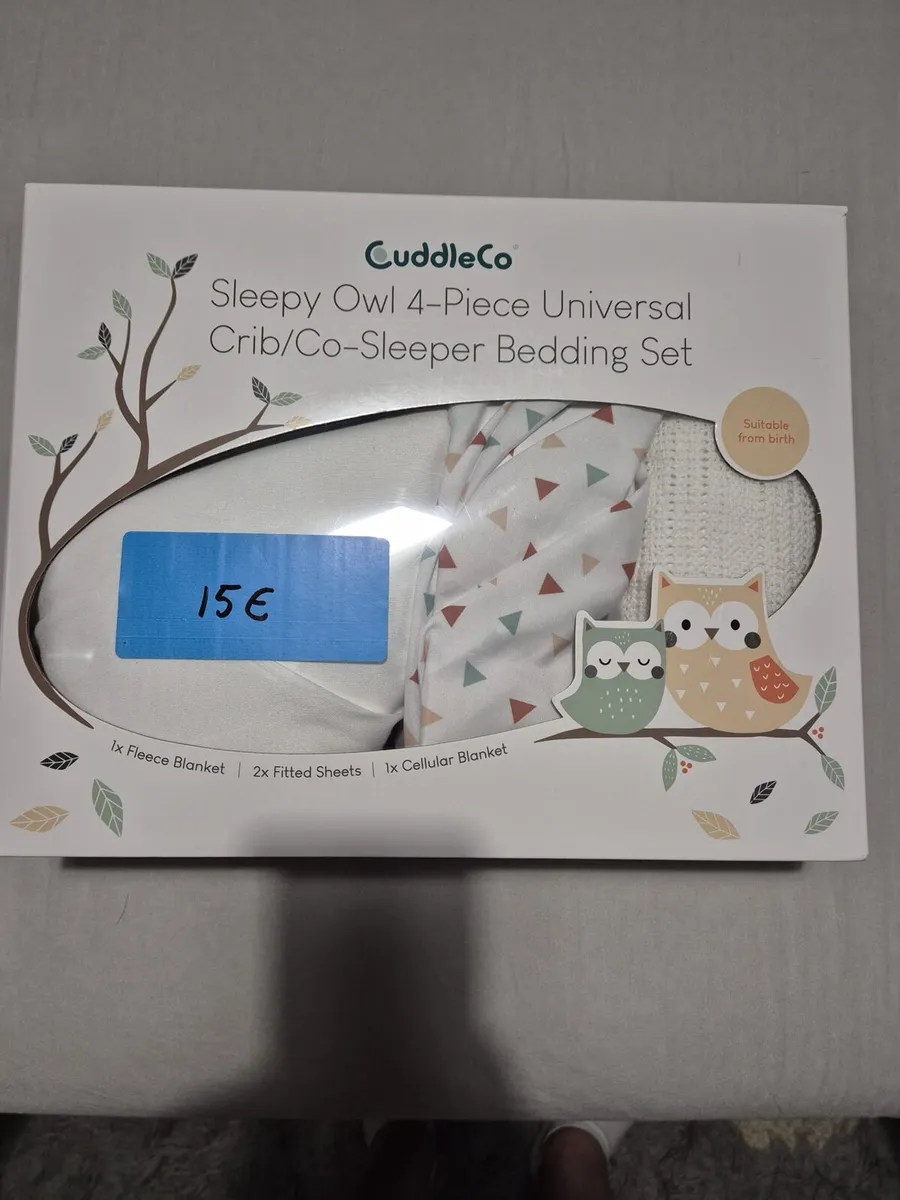 CuddleCo
Sleepy Owl 4-Piece Universal
Crib/Co-Sleeper Bedding Set
Suitable
from birth
15€
1x Fleece Blanket | 2x Fitted Sheets | 1x Cellular Blanket